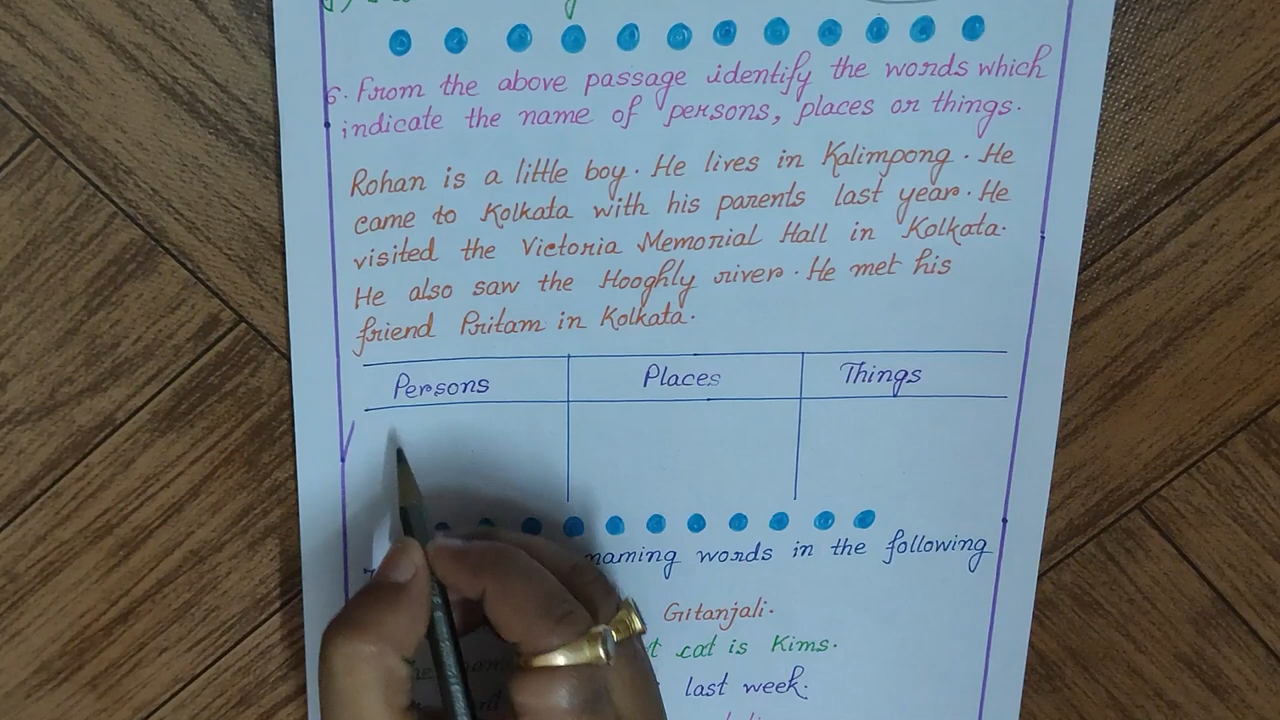 6. From the above passage identify the words which
indicate the name of persons, places or things.
Rohan is a little boy. He lives in Kalimpong. He
came to Kolkata with his parents last year. He
visited the Victoria Memorial Hall in Kolkata.
He also saw the Hooghly river. He met his
friend Pritam in Kolkata.
Persons Places Things
naming words in the following
Gitanjali.
cat is Kims.
last week.